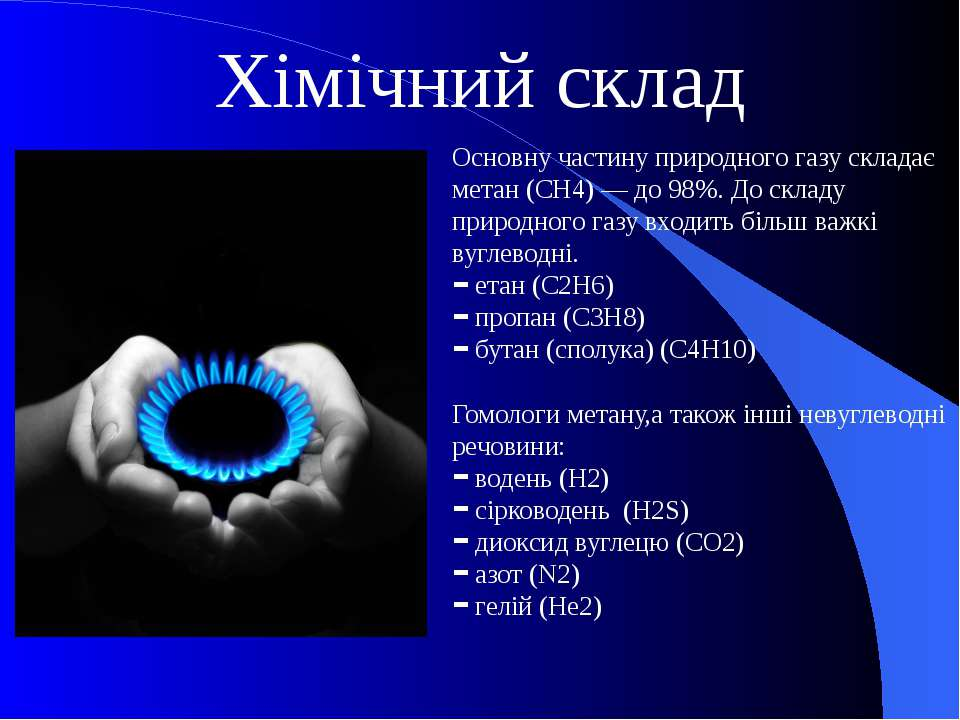 Хімічний склад
Основну частину природного газу складає
метан (CH4) — до 98%. До складу
природного газу входить більш важкі
вуглеводні.
- етан (C2H6)
- пропан (C3H8)
- бутан (сполука) (C4H10)
Гомологи метану,а також інші невуглеводні
речовини:
- водень (H2)
- сірководень (H2S)
- диоксид вуглецю (CO2)
- азот (N2)
- гелій (He2)